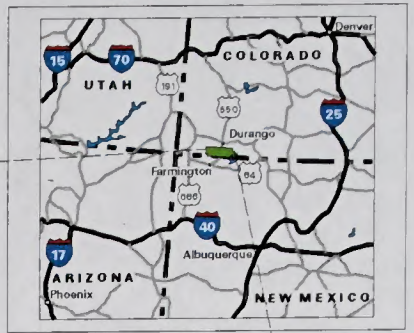 Denver
15
70
COLORADO
UTAH
191
550
25
Durango
Farmington
64
666
40
17
Albuquerque
ARIZONA
Phoenix
NEW MEXICO